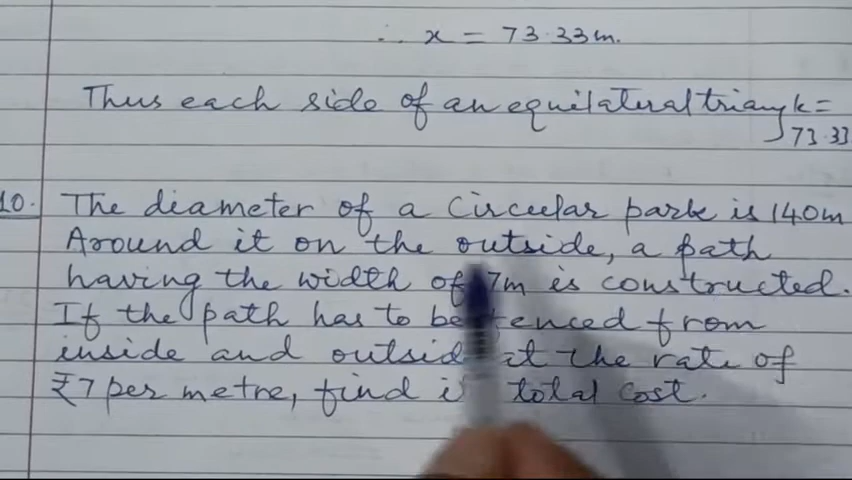 ∴ x = 73.33m.
Thus each side of an equilateral triangle =
73.33
10. The diameter of a circular park is 140m
Around it on the outside, a path
having the width of 7m is constructed.
If the path has to be fenced from
inside and outside at the rate of
₹7 per metre, find total cost.